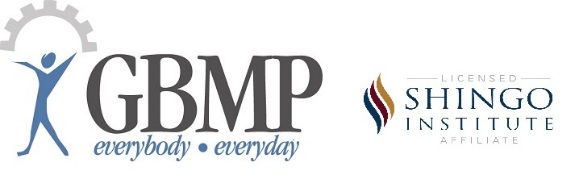 GBMP
everybody • everyday
LICENSED
SHINGO
INSTITUTE
AFFILIATE